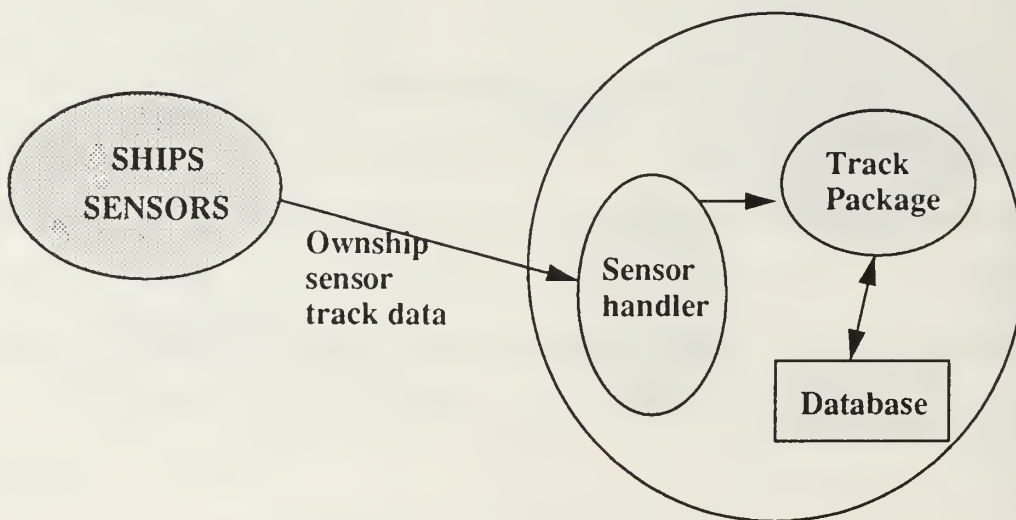 SHIPS
SENSORS
Ownship
sensor
track data
Sensor
handler
Track
Package
Database